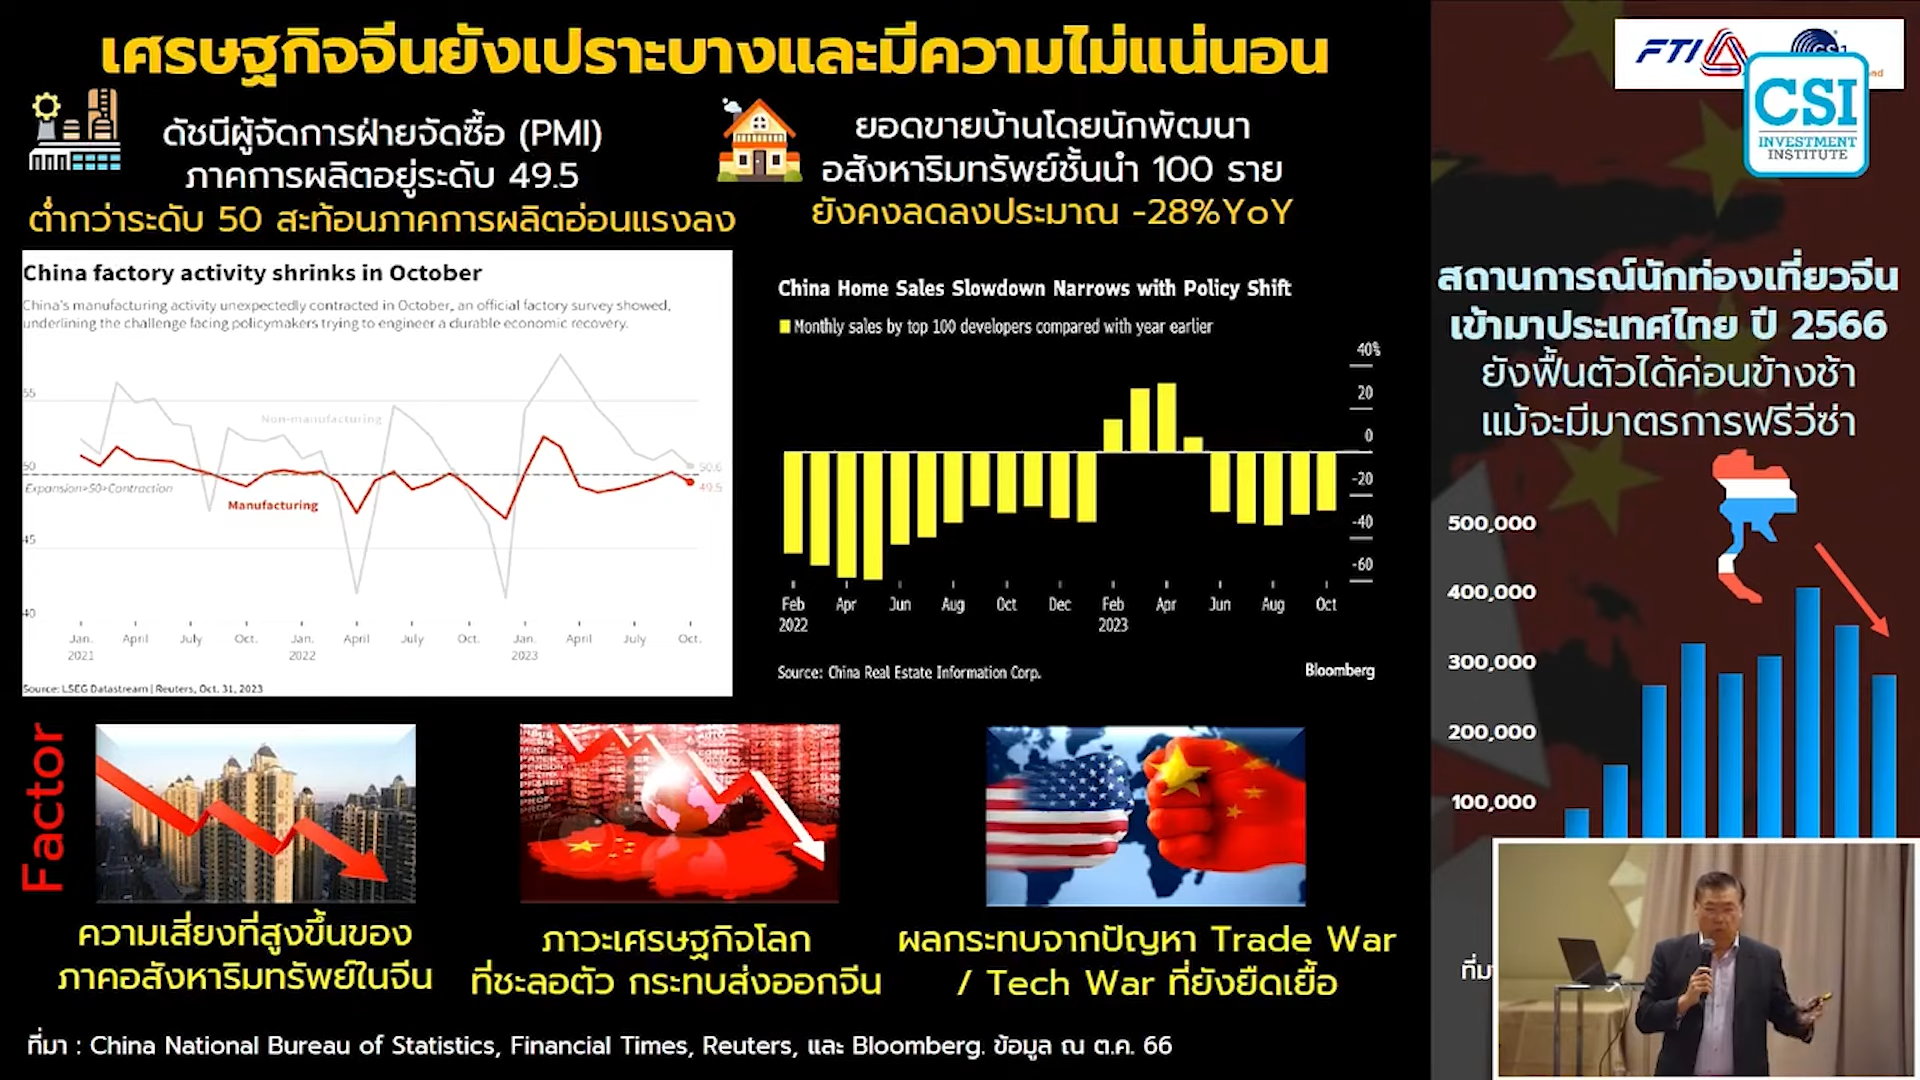 เศรษฐกิจจีนยังเปราะบางและมีความไม่แน่นอน
FTI
CSI
INVESTMENT
INSTITUTE
ดัชนีผู้จัดการฝ่ายจัดซื้อ (PMI)
ภาคการผลิตอยู่ระดับ 49.5
ต่ำกว่าระดับ 50 สะท้อนภาคการผลิตอ่อนแรงลง
ยอดขายบ้านโดยนักพัฒนา
อสังหาริมทรัพย์ชั้นนำ 100 ราย
ยังคงลดลงประมาณ -28%YoY
China factory activity shrinks in October
China's manufacturing activity unexpectedly contracted in October, an official factory survey showed,
underlining the challenge facing policymakers trying to engineer a durable economic recovery.
55
Non-manufacturing
50
50.6
Expansion>50>Contraction
49.5
Manufacturing
45
40
Jan. April July Oct. Jan. April July Oct. Jan. April July Oct.
2021 2022 2023
Source: LSEG Datastream | Reuters, Oct. 31, 2023
China Home Sales Slowdown Narrows with Policy Shift
Monthly sales by top 100 developers compared with year earlier
40%
20
0
-20
-40
-60
Feb Apr Jun Aug Oct Dec Feb Apr Jun Aug Oct
2022 2023
Source: China Real Estate Information Corp.
Bloomberg
สถานการณ์นักท่องเที่ยวจีน
เข้ามาประเทศไทย ปี 2566
ยังฟื้นตัวได้ค่อนข้างช้า
แม้จะมีมาตรการฟรีวีซ่า
500,000
400,000
300,000
200,000
100,000
Factor
ความเสี่ยงที่สูงขึ้นของ
ภาคอสังหาริมทรัพย์ในจีน
ภาวะเศรษฐกิจโลก
ที่ชะลอตัว กระทบส่งออกจีน
ผลกระทบจากปัญหา Trade War
/ Tech War ที่ยังยืดเยื้อ
ที่มา : China National Bureau of Statistics, Financial Times, Reuters, และ Bloomberg. ข้อมูล ณ ต.ค. 66